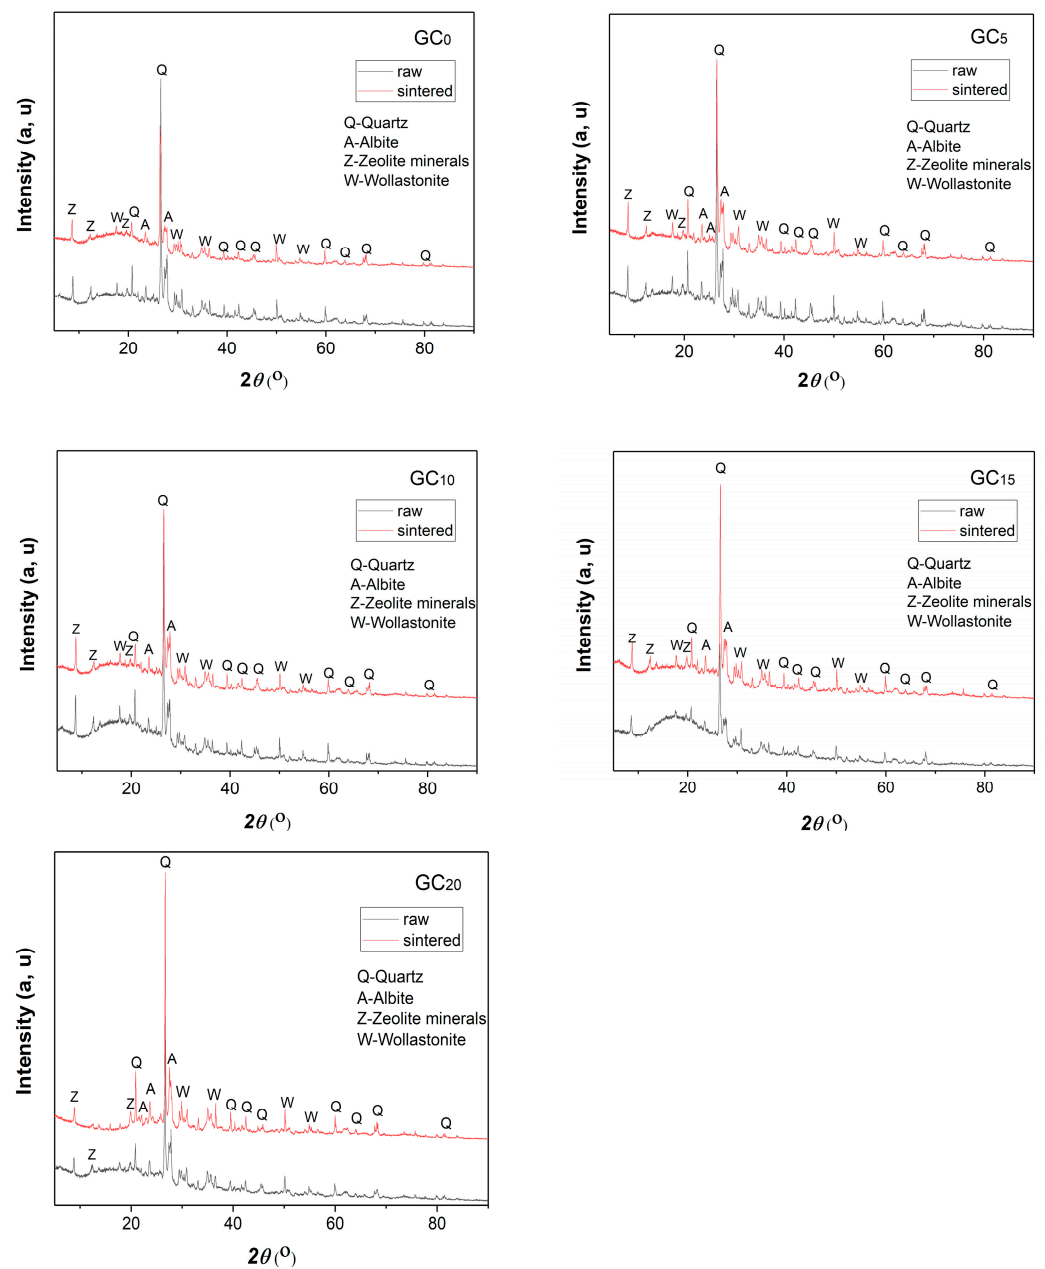 GC0
Q
raw
sintered
Q-Quartz
A-Albite
Z-Zeolite minerals
W-Wollastonite
Intensity (a, u)
Z Z W Z Q A A W W Q Q Q W W Q Q Q Q
20 40 60 80
2θ (O)
GC5
Q
raw
sintered
Q-Quartz
A-Albite
Z-Zeolite minerals
W-Wollastonite
Intensity (a, u)
Z Z W Z Q A A A W W Q Q Q W W Q Q Q Q
20 40 60 80
2θ (O)
GC10
Q
raw
sintered
Q-Quartz
A-Albite
Z-Zeolite minerals
W-Wollastonite
Intensity (a, u)
Z Z W Z Q A A W W Q Q Q W W Q Q Q Q
20 40 60 80
2θ (O)
GC15
Q
raw
sintered
Q-Quartz
A-Albite
Z-Zeolite minerals
W-Wollastonite
Intensity (a, u)
Z Z W Z Q A A W W Q Q Q W W Q Q Q Q
20 40 60 80
2θ (O)
GC20
Q
raw
sintered
Q-Quartz
A-Albite
Z-Zeolite minerals
W-Wollastonite
Intensity (a, u)
Z Z Q A A A W W Q Q Q W W Q Q Q Q
Z
20 40 60 80
2θ (O)